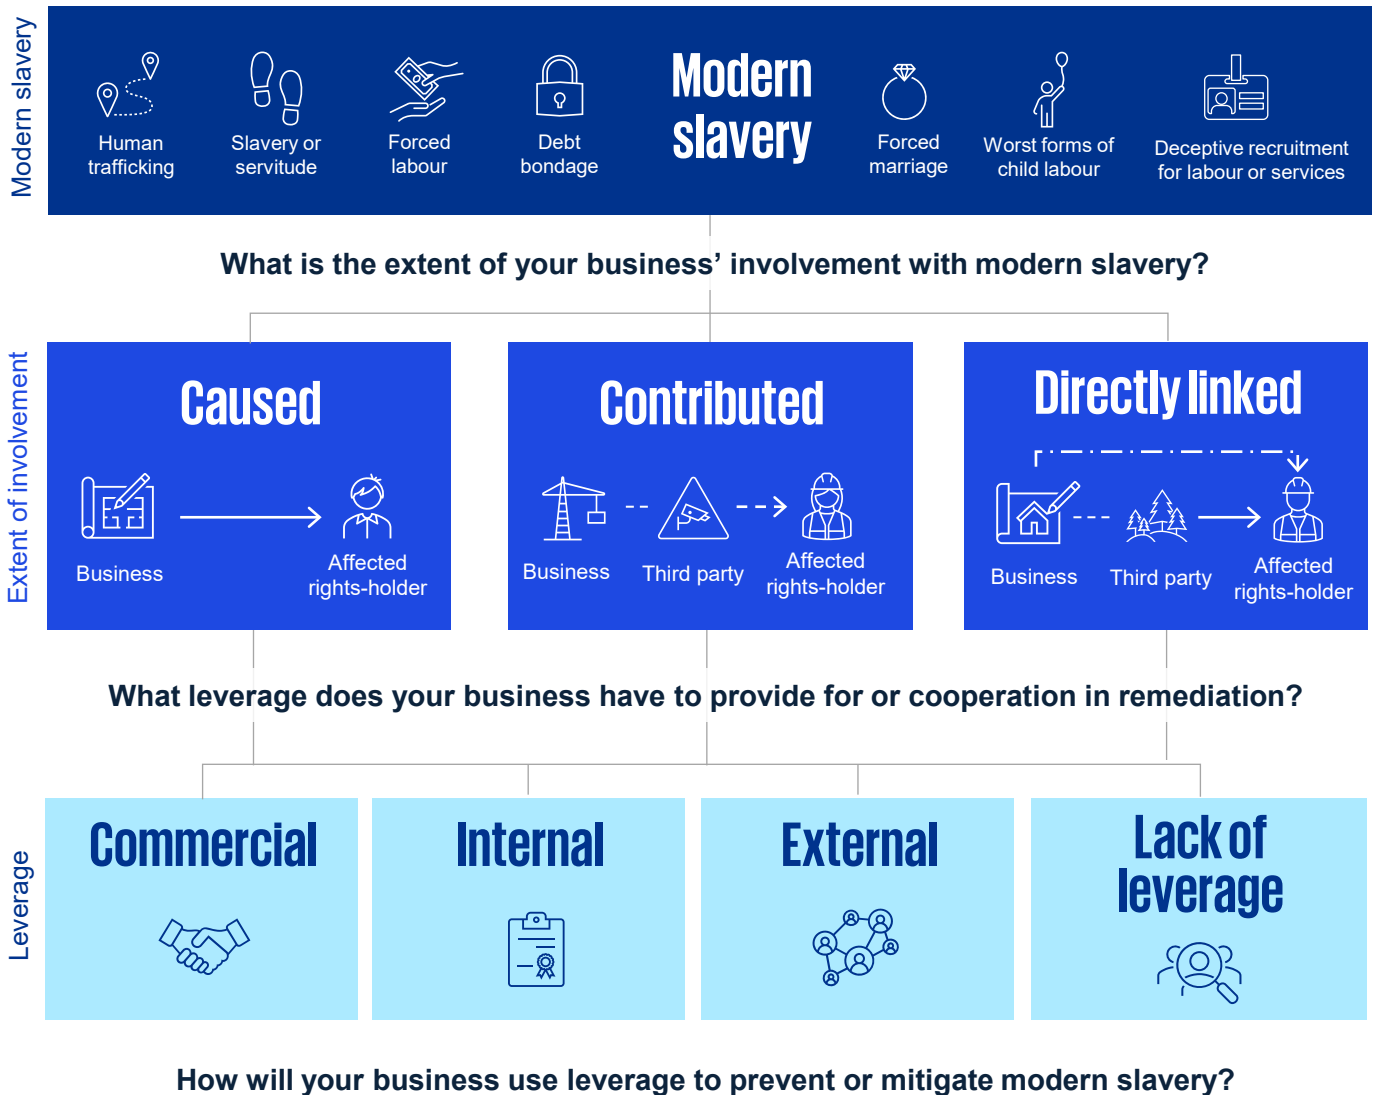 Modern slavery
Human
trafficking
Slavery or
servitude
Forced
labour
Debt
bondage
Modern
slavery
Forced
marriage
Worst forms of
child labour
Deceptive recruitment
for labour or services
What is the extent of your business’ involvement with modern slavery?
Extent of involvement
Caused
Business
Affected
rights-holder
Contributed
Business
Third party
Affected
rights-holder
Directly linked
Business
Third party
Affected
rights-holder
What leverage does your business have to provide for or cooperation in remediation?
Leverage
Commercial
Internal
External
Lack of
leverage
How will your business use leverage to prevent or mitigate modern slavery?